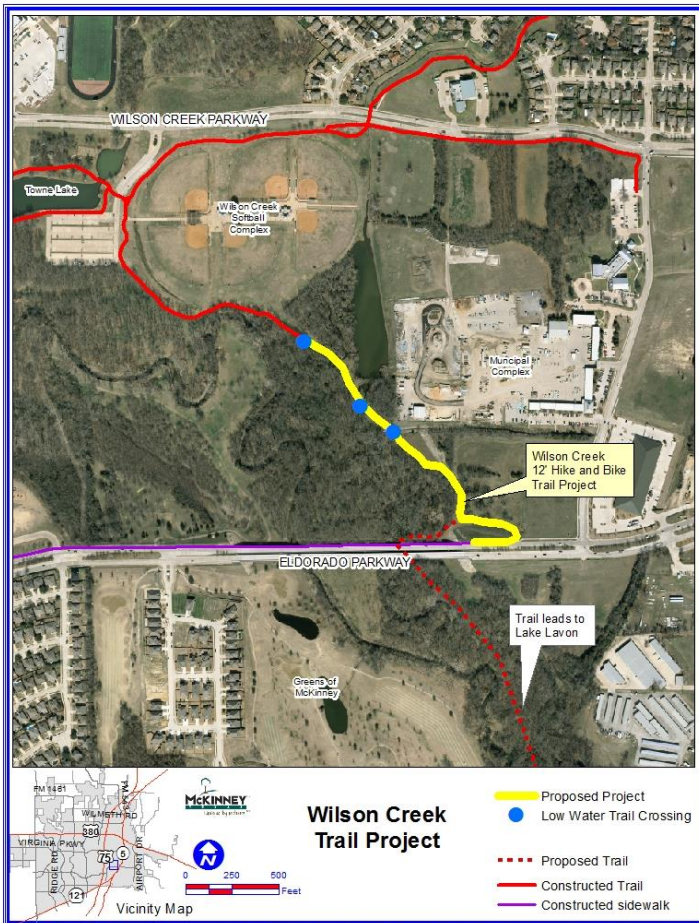 WILSON CREEK PARKWAY
Towne Lake
Wilson Creek
Softball
Complex
Muncipal
Complex
Wilson Creek
12' Hike and Bike
Trail Project
ELDORADO PARKWAY
Trail leads to
Lake Lavon
Greens of
McKinney
FM 1461
WILMETH RD
380
VIRGINIA PKWY
75
5
RIDGE RD
AIRPORT DR
121
Vicinity Map
McKINNEY
TEXAS
N
0 250 500
Feet
Wilson Creek
Trail Project
Proposed Project
Low Water Trail Crossing
Proposed Trail
Constructed Trail
Constructed sidewalk